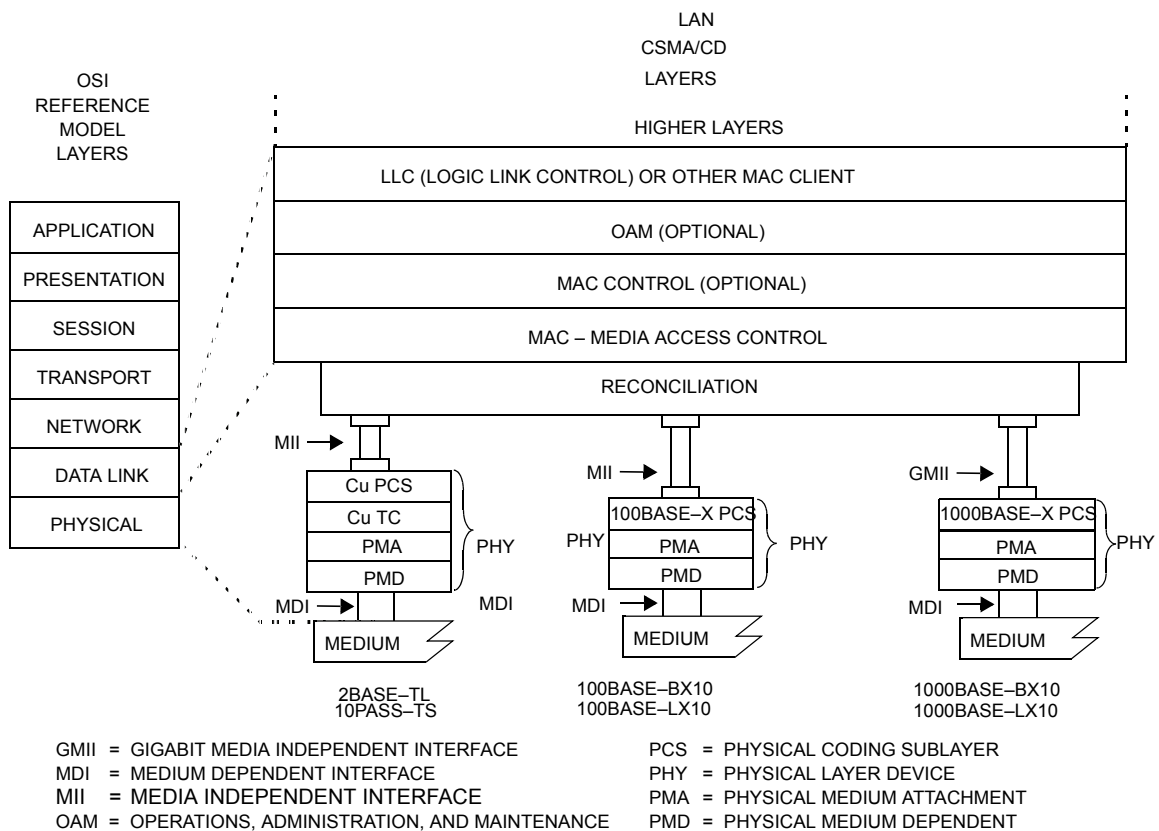 LAN
CSMA/CD
LAYERS
OSI
REFERENCE
MODEL
LAYERS
HIGHER LAYERS
LLC (LOGIC LINK CONTROL) OR OTHER MAC CLIENT
OAM (OPTIONAL)
MAC CONTROL (OPTIONAL)
MAC – MEDIA ACCESS CONTROL
RECONCILIATION
APPLICATION
PRESENTATION
SESSION
TRANSPORT
NETWORK
DATA LINK
PHYSICAL
MII
Cu PCS
Cu TC
PMA
PMD
PHY
MDI
MDI
MEDIUM
2BASE–TL
10PASS–TS
MII
100BASE–X PCS
PMA
PMD
PHY
PHY
MDI
MEDIUM
100BASE–BX10
100BASE–LX10
GMII
1000BASE–X PCS
PMA
PMD
PHY
MDI
MEDIUM
1000BASE–BX10
1000BASE–LX10
GMII = GIGABIT MEDIA INDEPENDENT INTERFACE
MDI = MEDIUM DEPENDENT INTERFACE
MII = MEDIA INDEPENDENT INTERFACE
OAM = OPERATIONS, ADMINISTRATION, AND MAINTENANCE
PCS = PHYSICAL CODING SUBLAYER
PHY = PHYSICAL LAYER DEVICE
PMA = PHYSICAL MEDIUM ATTACHMENT
PMD = PHYSICAL MEDIUM DEPENDENT